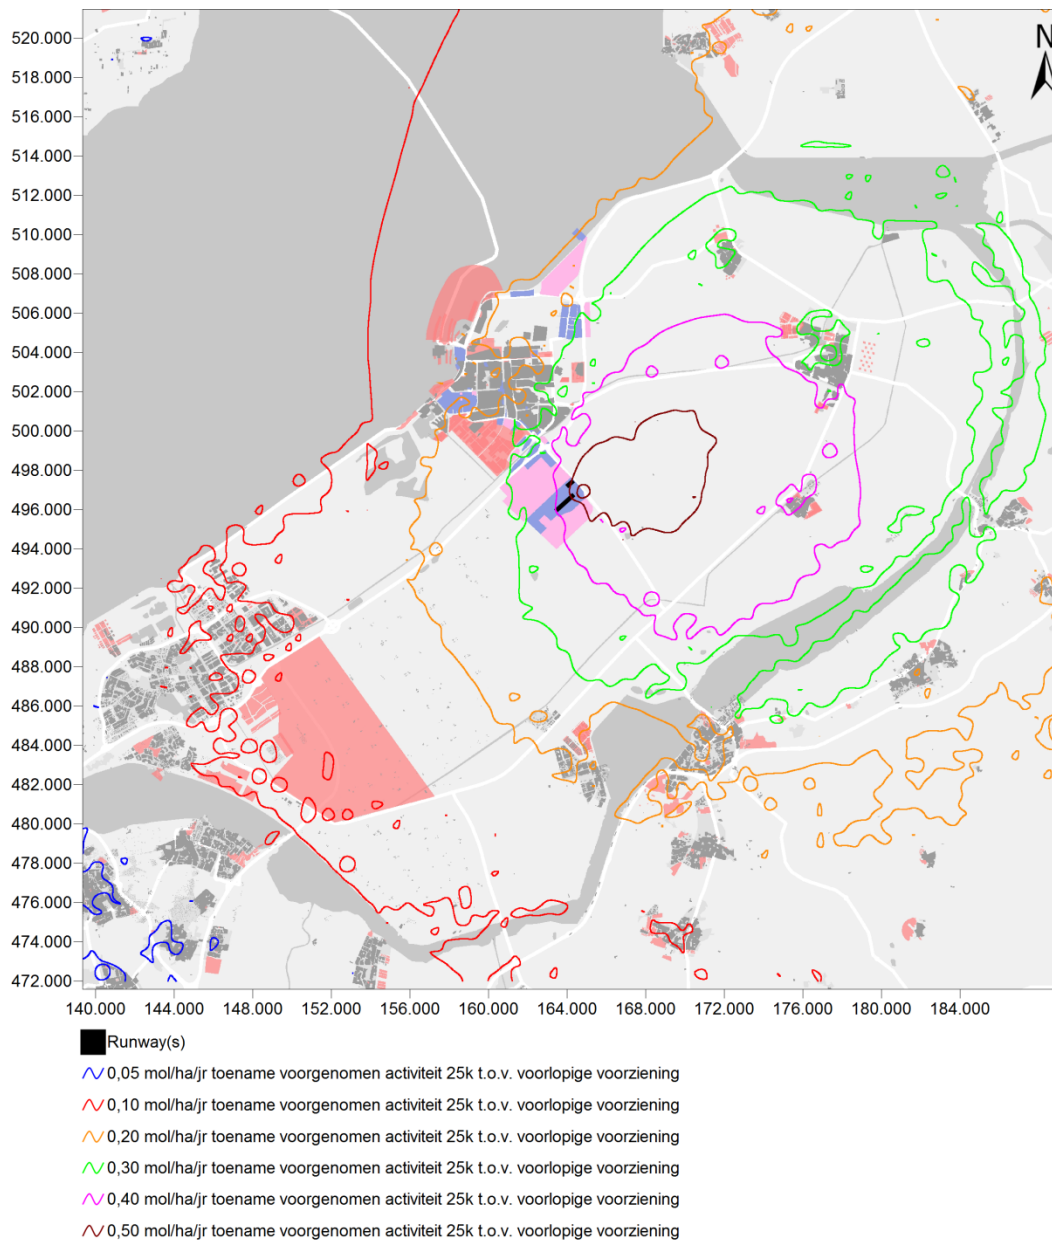 N
520.000
518.000
516.000
514.000
512.000
510.000
508.000
506.000
504.000
502.000
500.000
498.000
496.000
494.000
492.000
490.000
488.000
486.000
484.000
482.000
480.000
478.000
476.000
474.000
472.000
140.000 144.000 148.000 152.000 156.000 160.000 164.000 168.000 172.000 176.000 180.000 184.000
Runway(s)
0,05 mol/ha/jr toename voorgenomen activiteit 25k t.o.v. voorlopige voorziening
0,10 mol/ha/jr toename voorgenomen activiteit 25k t.o.v. voorlopige voorziening
0,20 mol/ha/jr toename voorgenomen activiteit 25k t.o.v. voorlopige voorziening
0,30 mol/ha/jr toename voorgenomen activiteit 25k t.o.v. voorlopige voorziening
0,40 mol/ha/jr toename voorgenomen activiteit 25k t.o.v. voorlopige voorziening
0,50 mol/ha/jr toename voorgenomen activiteit 25k t.o.v. voorlopige voorziening